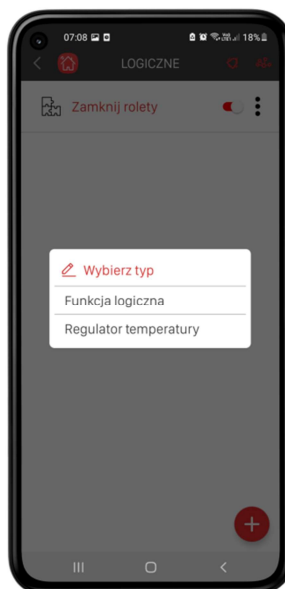 07:08 18%
LOGICZNE
Zamknij rolety
Wybierz typ
Funkcja logiczna
Regulator temperatury